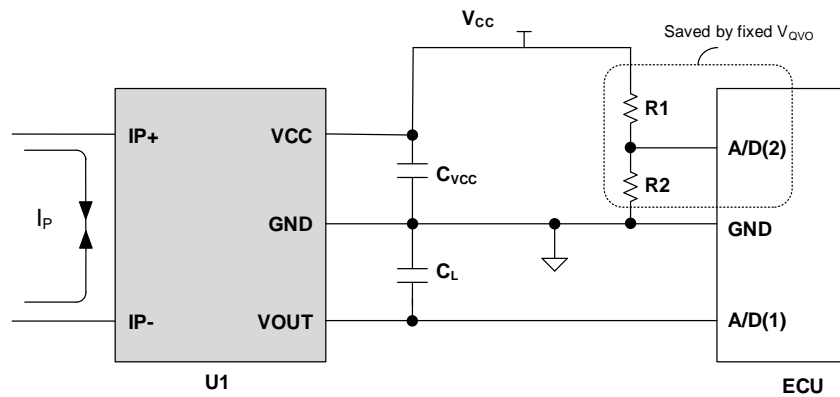 VCC
Saved by fixed VQVO
IP+
VCC
R1
A/D(2)
CVCC
R2
IP
GND
GND
CL
IP-
VOUT
A/D(1)
U1
ECU